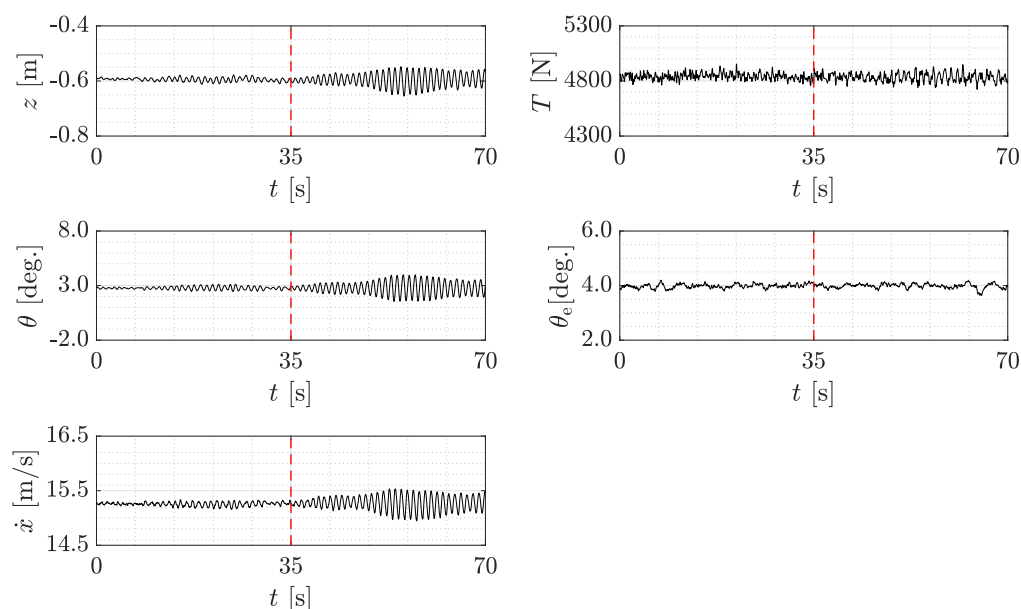 -0.4
-0.6
-0.8
z [m]
0 35 70
t [s]
5300
4800
4300
T [N]
0 35 70
t [s]
8.0
3.0
-2.0
θ [deg.]
0 35 70
t [s]
6.0
4.0
2.0
θe[deg.]
0 35 70
t [s]
16.5
15.5
14.5
ẋ [m/s]
0 35 70
t [s]